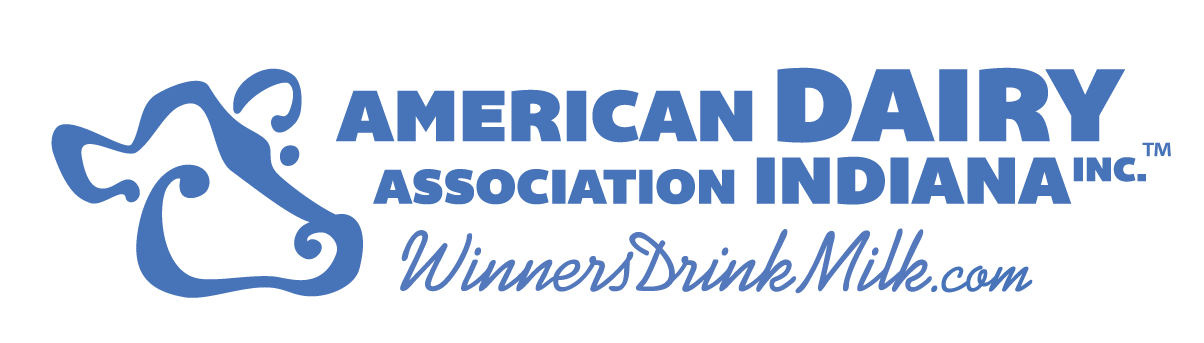 AMERICAN DAIRY
ASSOCIATION INDIANA INC.™
WinnersDrinkMilk.com